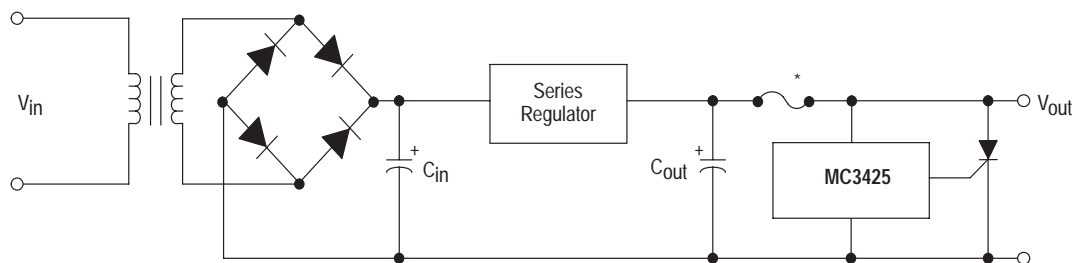 Vin
+
Cin
Series
Regulator
+
Cout
*
MC3425
Vout